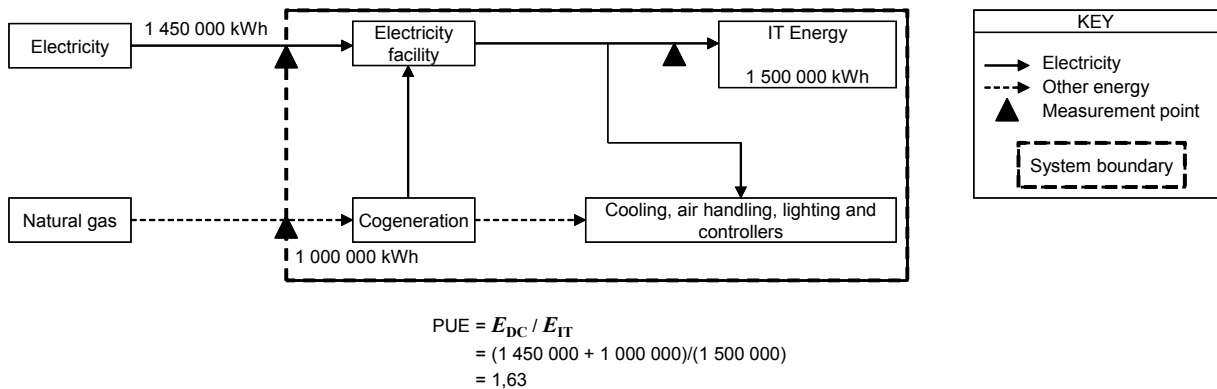 1 450 000 kWh
Electricity
Electricity
facility
IT Energy
1 500 000 kWh
Natural gas
Cogeneration
Cooling, air handling, lighting and
controllers
1 000 000 kWh
KEY
Electricity
Other energy
Measurement point
System boundary
PUE = E_DC / E_IT
= (1 450 000 + 1 000 000)/(1 500 000)
= 1,63